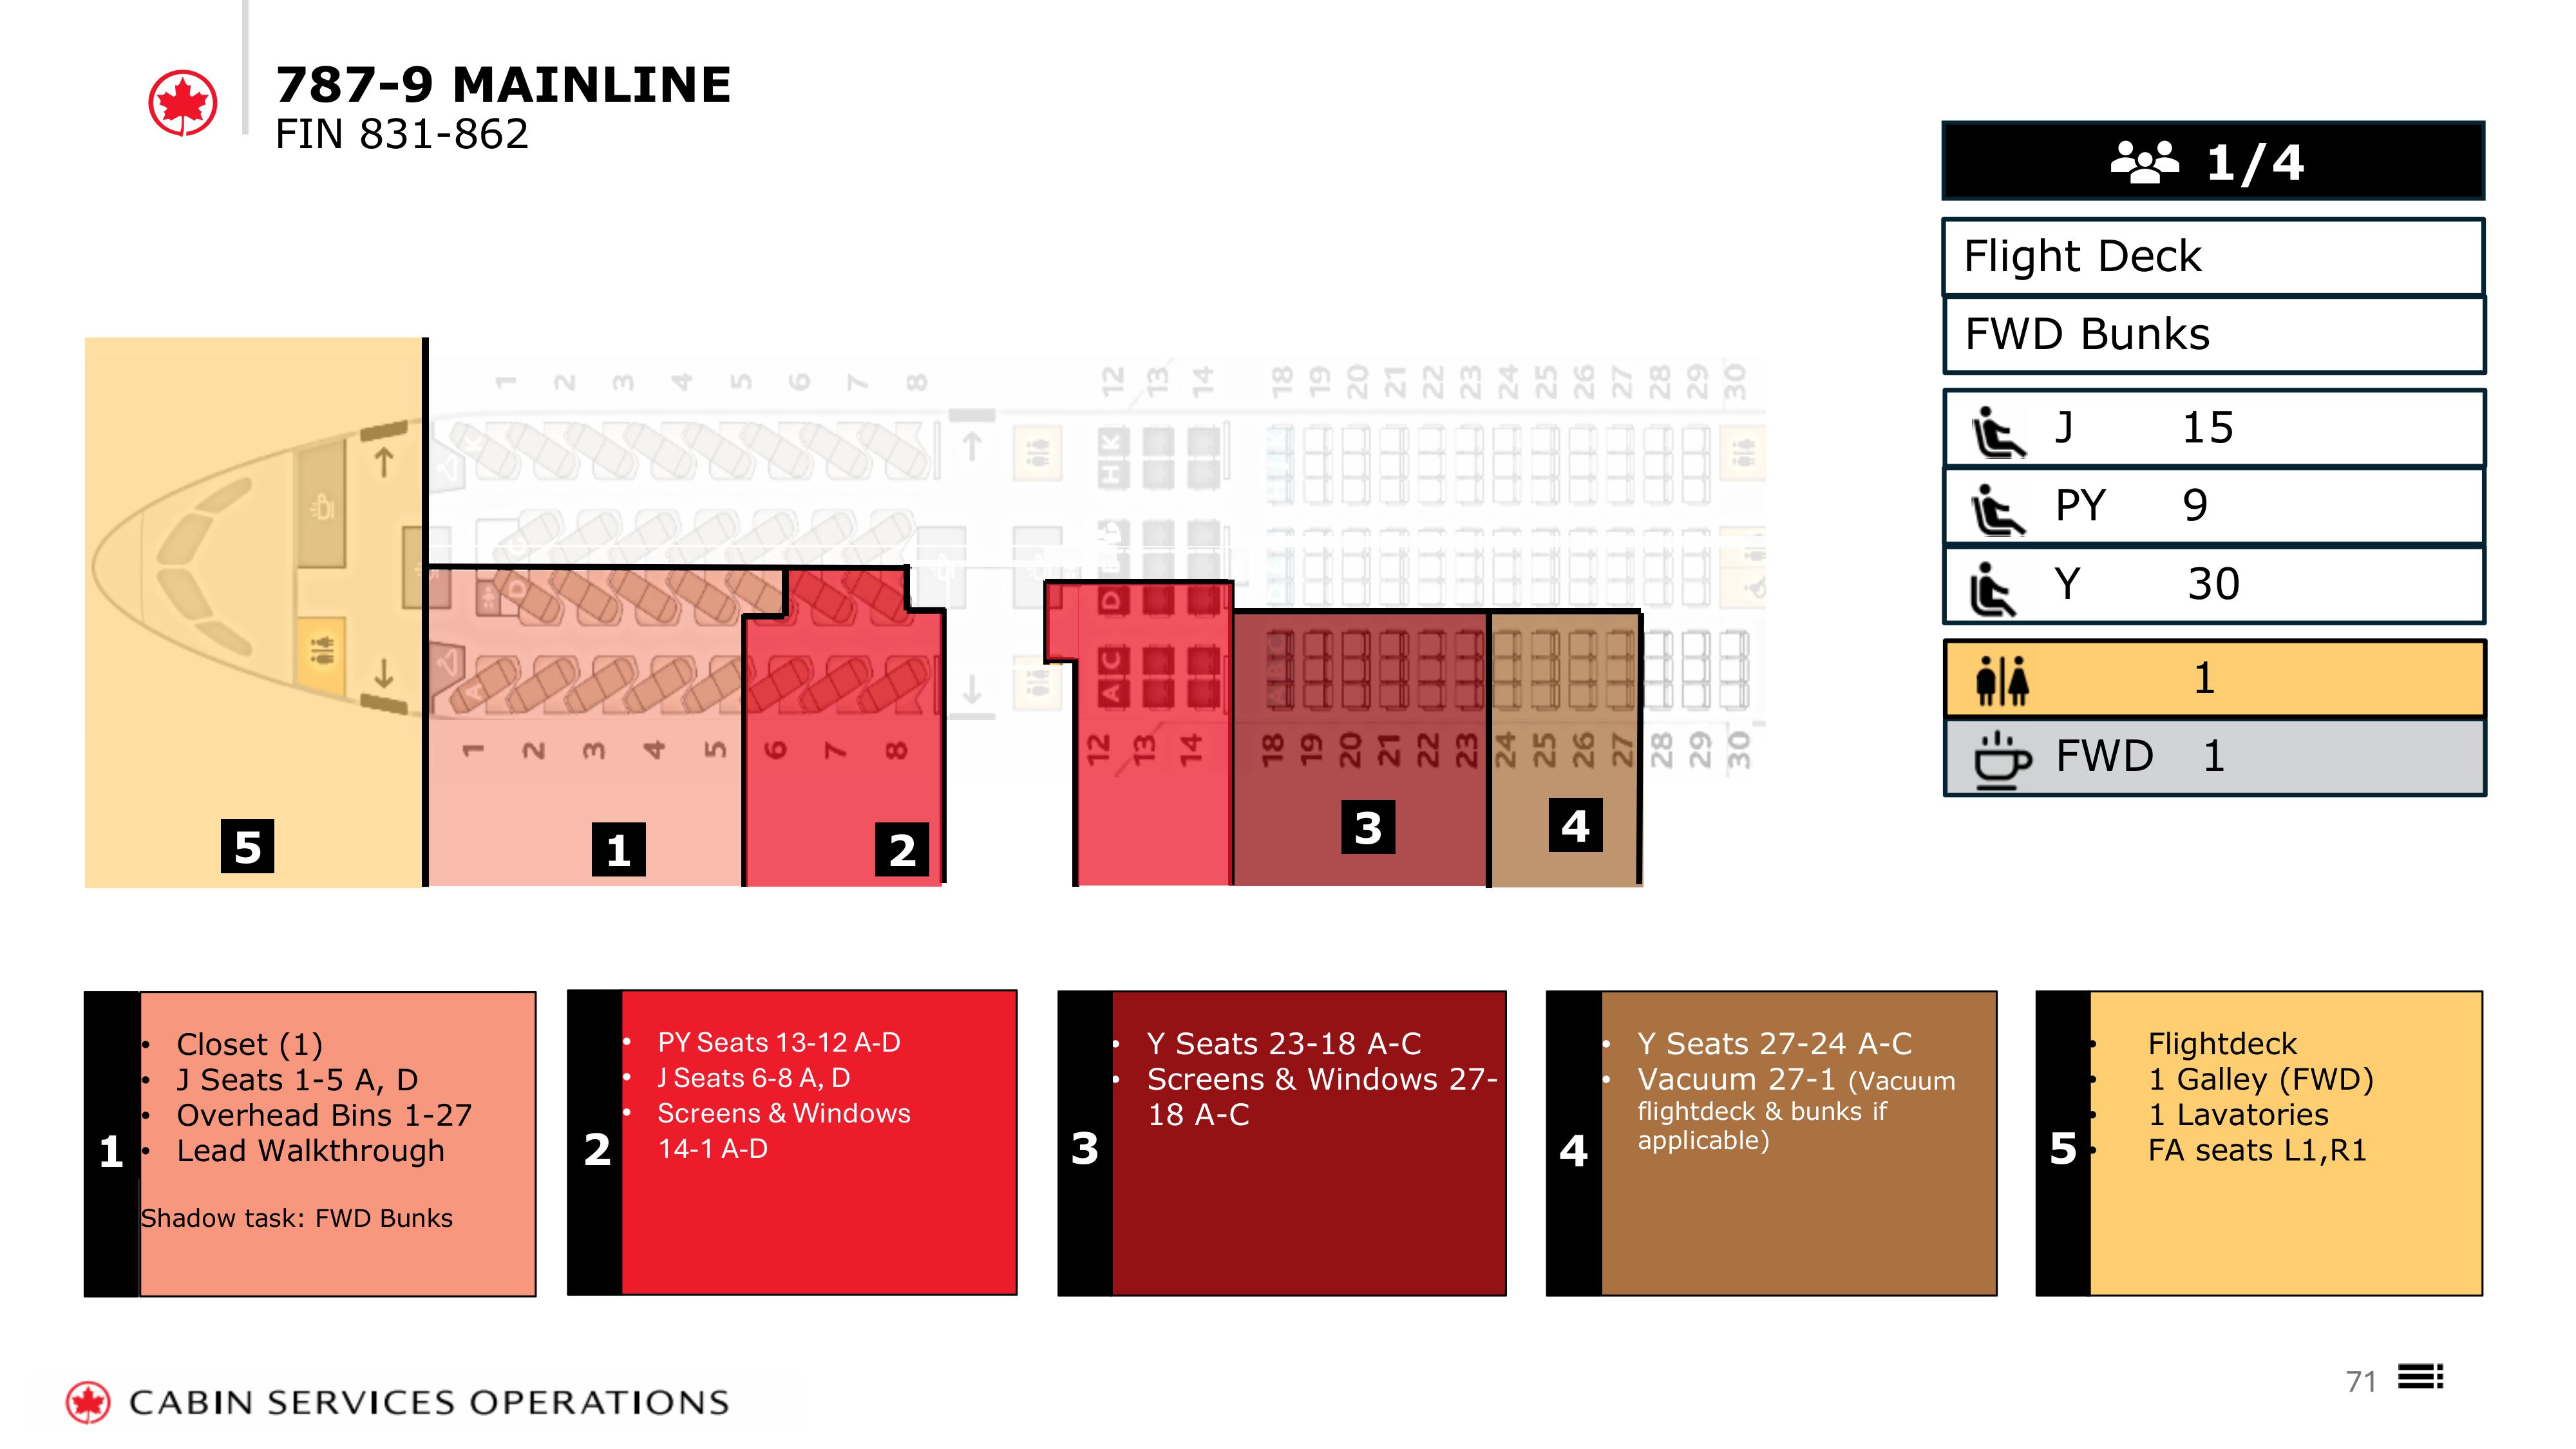 787-9 MAINLINE
FIN 831-862
1/4
Flight Deck
FWD Bunks
J 15
PY 9
Y 30
1
FWD 1
1 2 3 4 5 6 7 8 12 13 14 18 19 20 21 22 23 24 25 26 27 28 29 30
K
H K
G
D
D
A
A C
1 2 3 4 5 6 7 8 12 13 14 18 19 20 21 22 23 24 25 26 27 28 29 30
5
1
2
3
4
1
• Closet (1)
• J Seats 1-5 A, D
• Overhead Bins 1-27
• Lead Walkthrough
Shadow task: FWD Bunks
2
• PY Seats 13-12 A-D
• J Seats 6-8 A, D
• Screens & Windows
14-1 A-D
3
• Y Seats 23-18 A-C
• Screens & Windows 27-
18 A-C
4
• Y Seats 27-24 A-C
• Vacuum 27-1 (Vacuum
flightdeck & bunks if
applicable)
5
• Flightdeck
• 1 Galley (FWD)
• 1 Lavatories
• FA seats L1,R1
CABIN SERVICES OPERATIONS
71